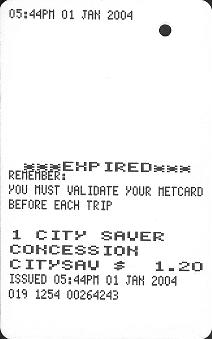 05:44PM 01 JAN 2004
***EXPIRED***
REMEMBER:
YOU MUST VALIDATE YOUR METCARD
BEFORE EACH TRIP
1 CITY SAVER
CONCESSION
CITYSAV $ 1.20
ISSUED 05:44PM 01 JAN 2004
019 1254 00264243